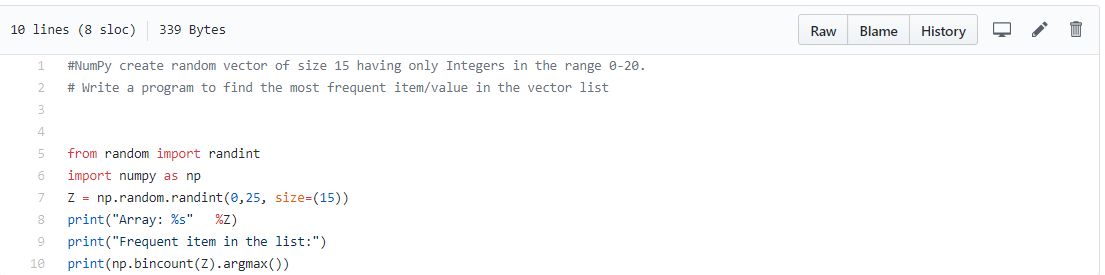 10 lines (8 sloc) 339 Bytes Raw Blame History
1 #NumPy create random vector of size 15 having only Integers in the range 0-20.
2 # Write a program to find the most frequent item/value in the vector list
3
4
5 from random import randint
6 import numpy as np
7 Z = np.random.randint(0,25, size=(15))
8 print("Array: %s"   %Z)
9 print("Frequent item in the list:")
10 print(np.bincount(Z).argmax())